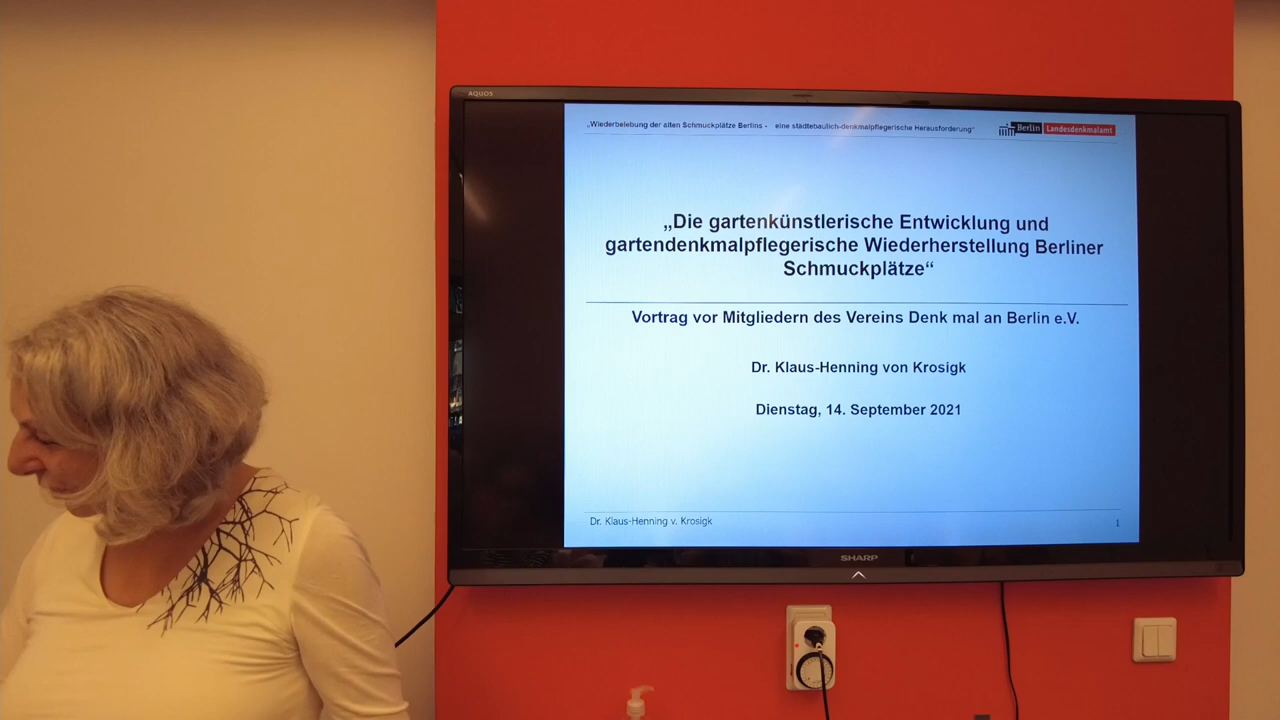 AQUOS
„Wiederbelebung der alten Schmuckplätze Berlins - eine städtebaulich-denkmalpflegerische Herausforderung“
Berlin Landesdenkmalamt
„Die gartenkünstlerische Entwicklung und
gartendenkmalpflegerische Wiederherstellung Berliner
Schmuckplätze“
Vortrag vor Mitgliedern des Vereins Denk mal an Berlin e.V.
Dr. Klaus-Henning von Krosigk
Dienstag, 14. September 2021
Dr. Klaus-Henning v. Krosigk
1
SHARP